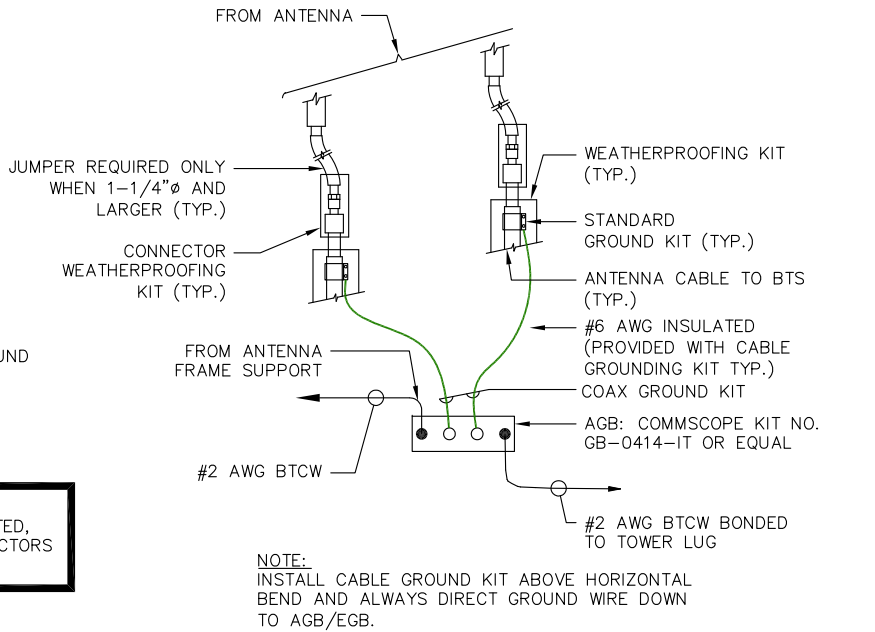 FROM ANTENNA
JUMPER REQUIRED ONLY
WHEN 1-1/4"ø AND
LARGER (TYP.)
CONNECTOR
WEATHERPROOFING
KIT (TYP.)
WEATHERPROOFING KIT
(TYP.)
STANDARD
GROUND KIT (TYP.)
ANTENNA CABLE TO BTS
(TYP.)
#6 AWG INSULATED
(PROVIDED WITH CABLE
GROUNDING KIT TYP.)
UND
FROM ANTENNA
FRAME SUPPORT
COAX GROUND KIT
AGB: COMMSCOPE KIT NO.
GB-0414-IT OR EQUAL
#2 AWG BTCW
#2 AWG BTCW BONDED
TO TOWER LUG
TED,
CTORS
NOTE:
INSTALL CABLE GROUND KIT ABOVE HORIZONTAL
BEND AND ALWAYS DIRECT GROUND WIRE DOWN
TO AGB/EGB.